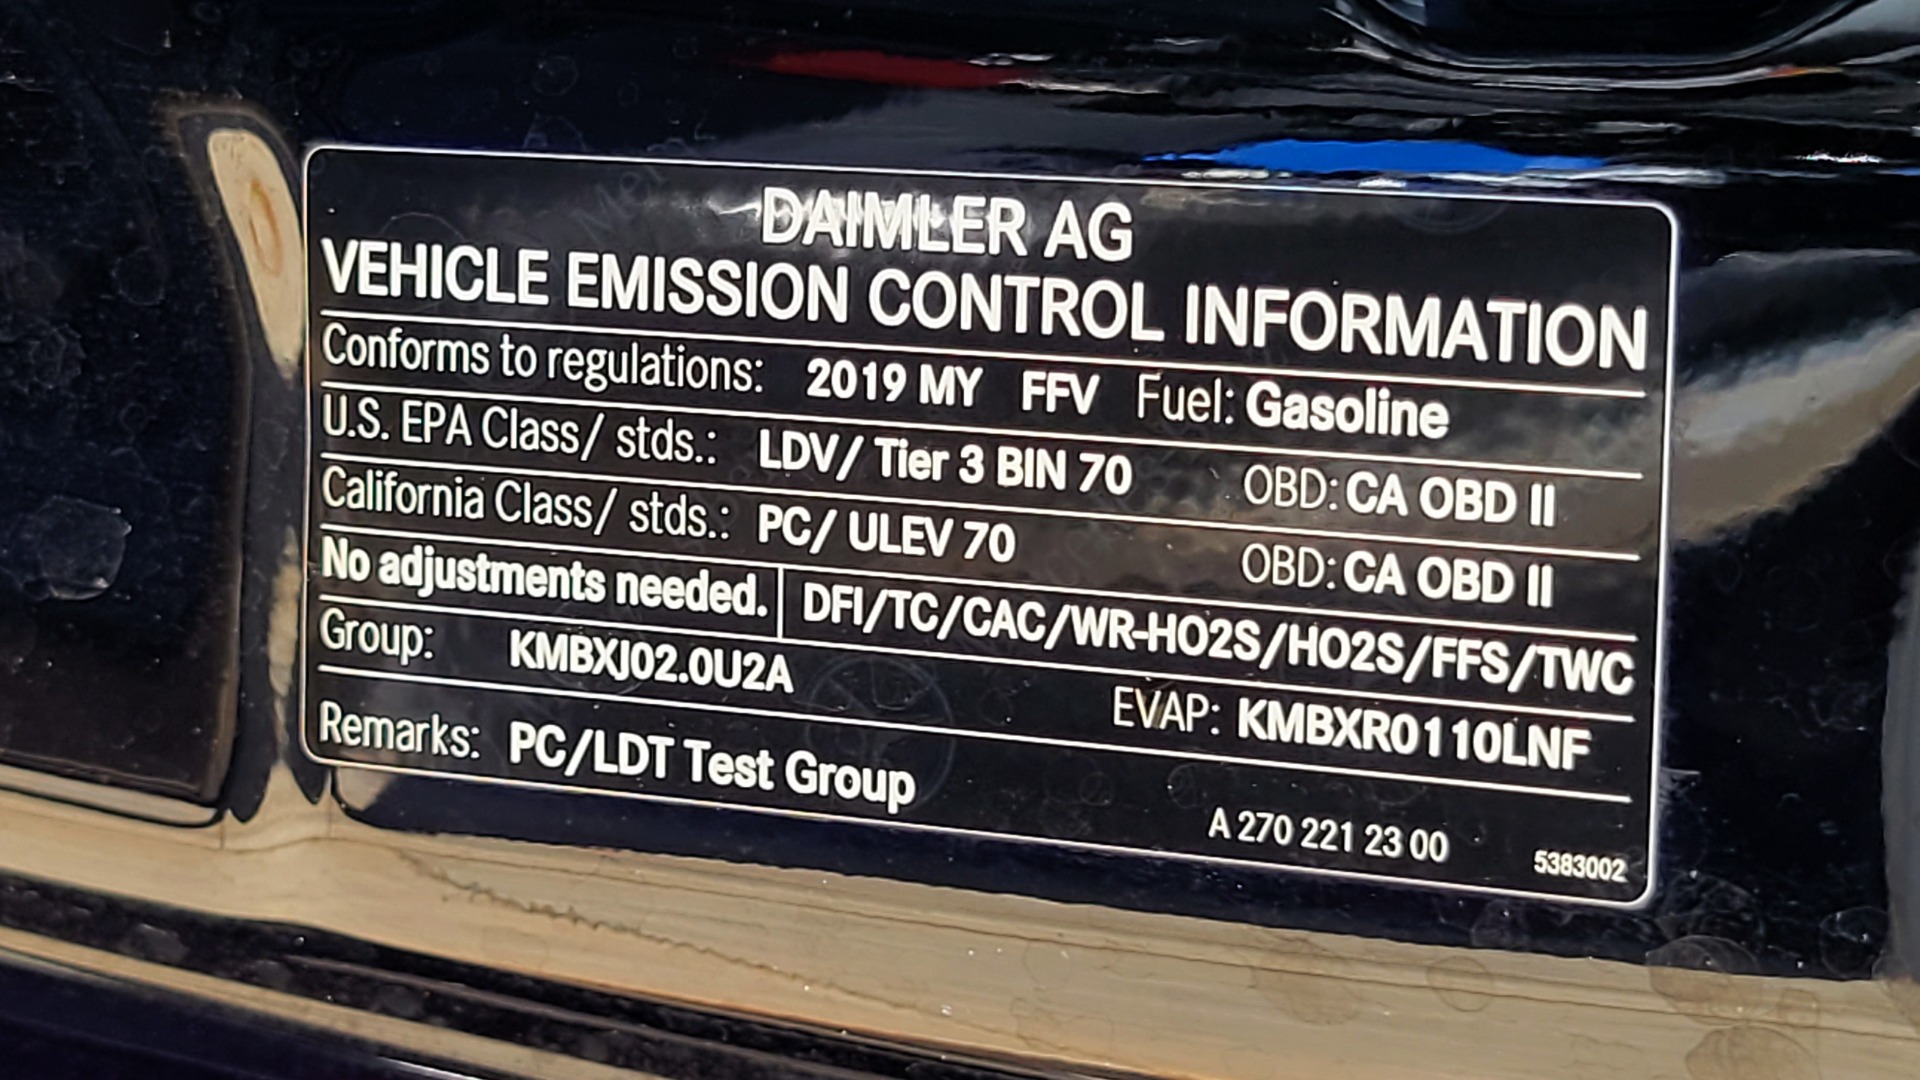 DAIMLER AG
VEHICLE EMISSION CONTROL INFORMATION
Conforms to regulations: 2019 MY FFV Fuel: Gasoline
U.S. EPA Class/ stds.: LDV/ Tier 3 BIN 70 OBD: CA OBD II
California Class/ stds.: PC/ ULEV 70 OBD: CA OBD II
No adjustments needed. DFI/TC/CAC/WR-HO2S/HO2S/FFS/TWC
Group: KMBXJ02.0U2A EVAP: KMBXR0110LNF
Remarks: PC/LDT Test Group
A 270 221 23 00 5383002